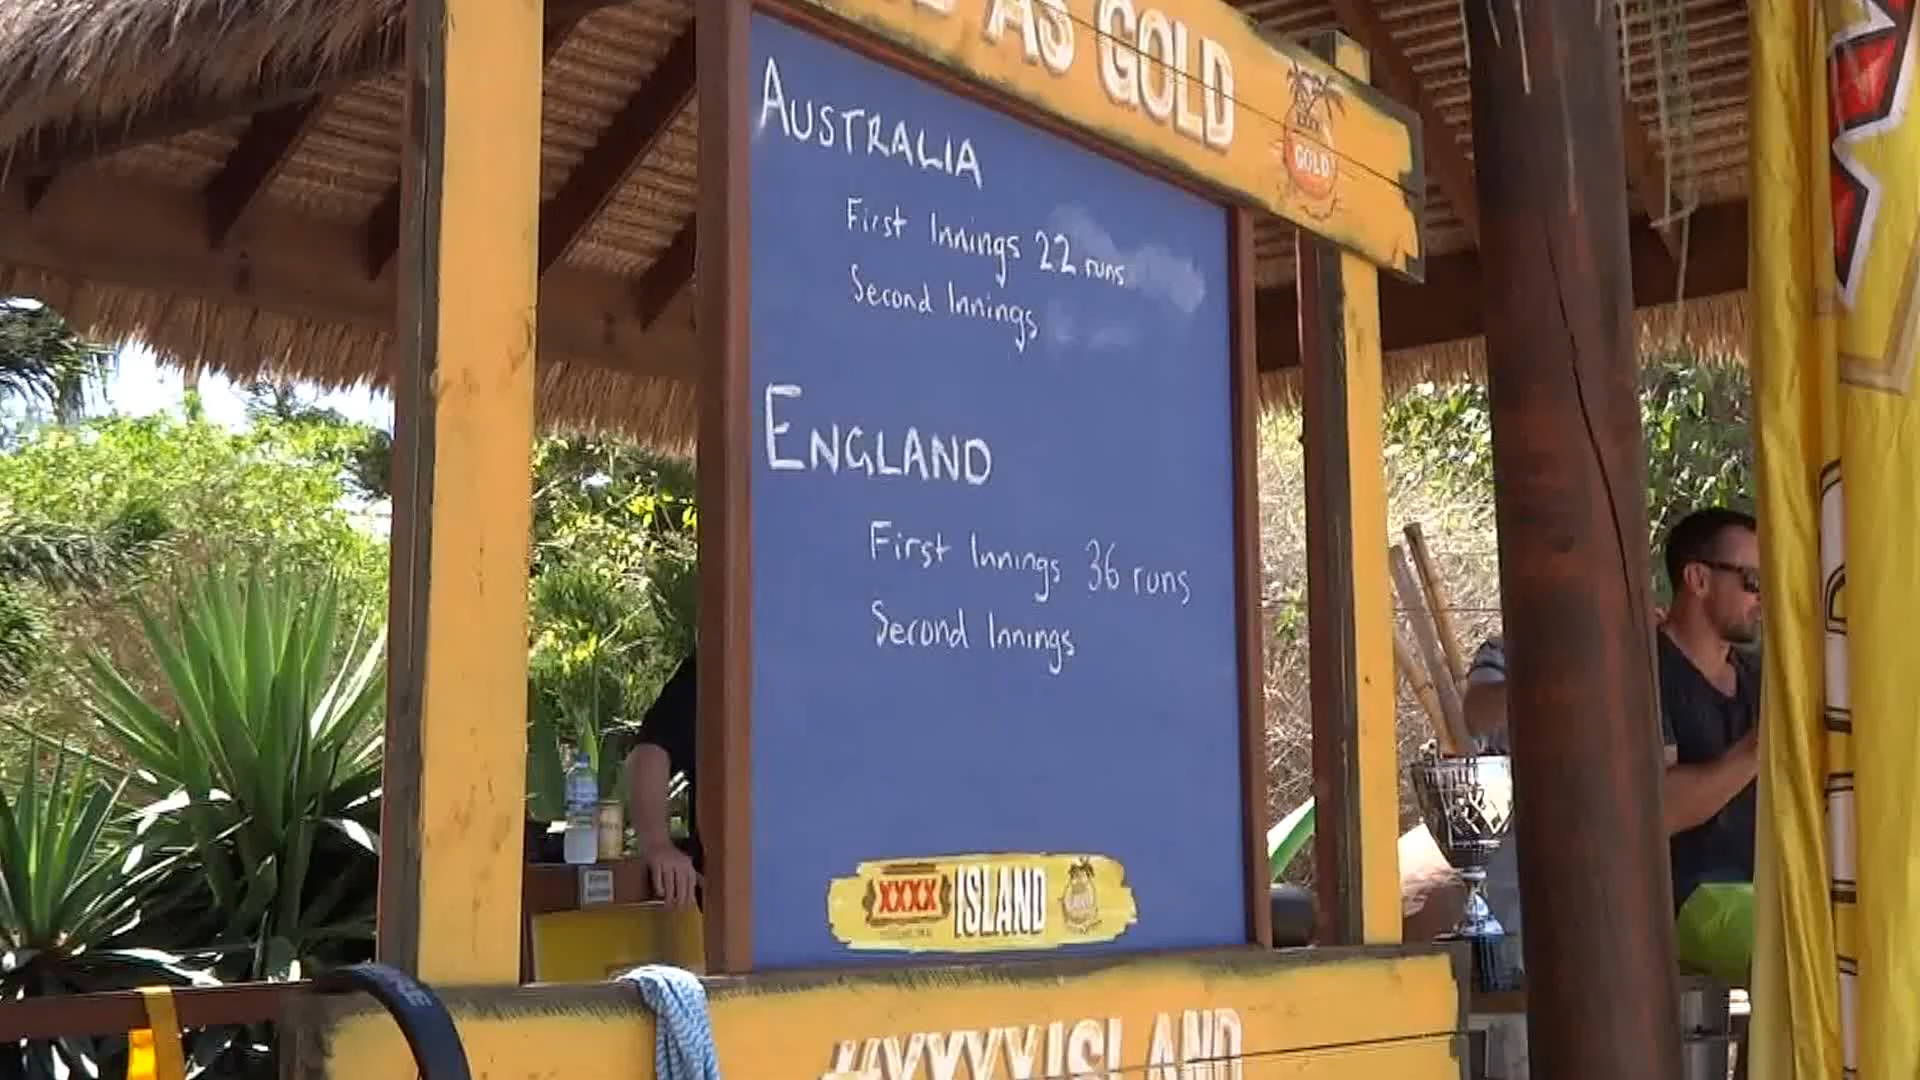 AS GOLD
XXXX
GOLD
AUSTRALIA
First Innings 22 runs
Second Innings
ENGLAND
First Innings 36 runs
Second Innings
XXXX ISLAND
#XXXXISLAND